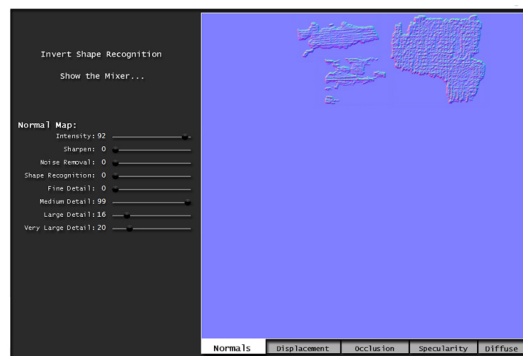 Invert Shape Recognition
Show the Mixer...
Normal Map:
Intensity: 92
Sharpen: 0
Noise Removal: 0
Shape Recognition: 0
Fine Detail: 0
Medium Detail: 99
Large Detail: 16
Very Large Detail: 20
Normals Displacement Occlusion Specularity Diffuse